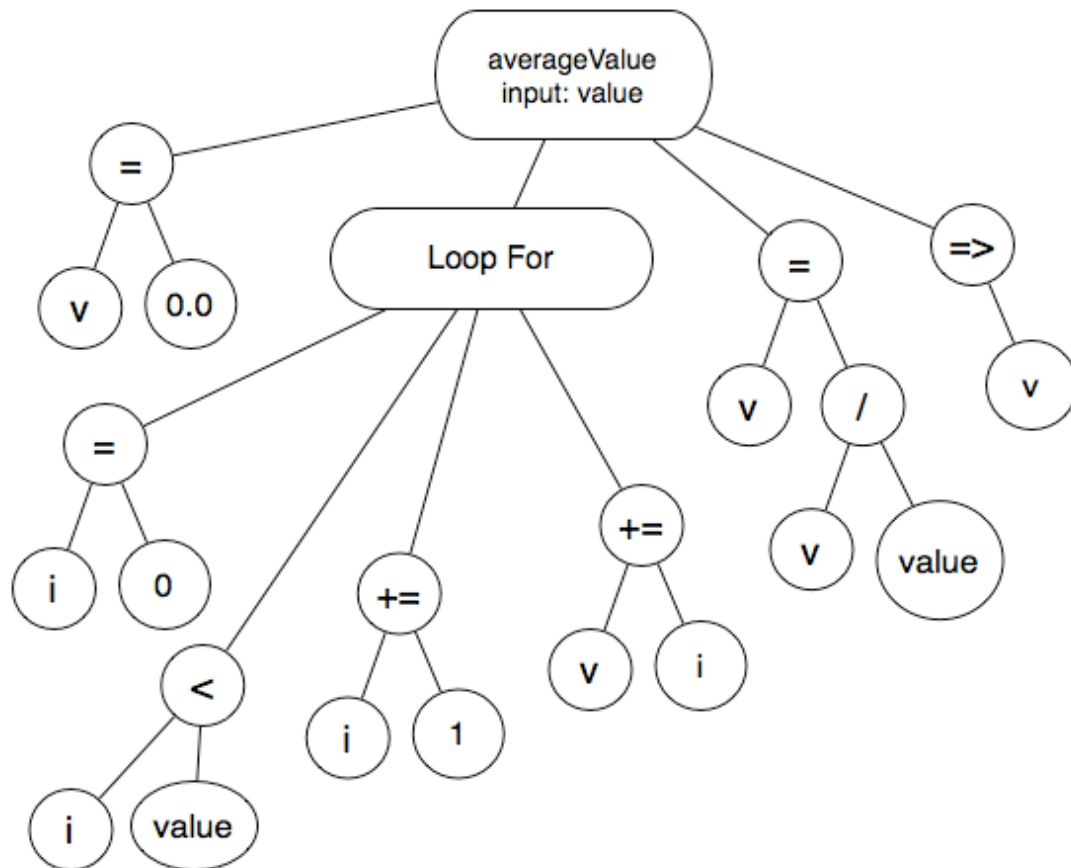 averageValue
input: value
=
v
0.0
Loop For
=
v
/
v
value
=>
v
=
i
0
<
i
value
+=
i
1
+=
v
i